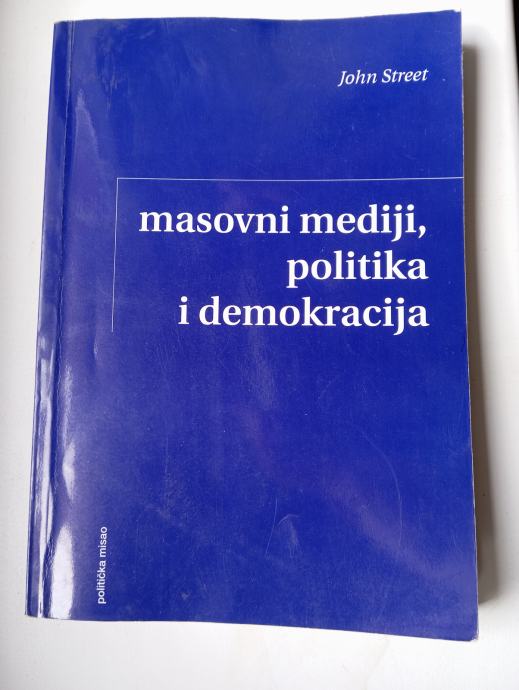 John Street
masovni mediji,
politika
i demokracija
politička misao